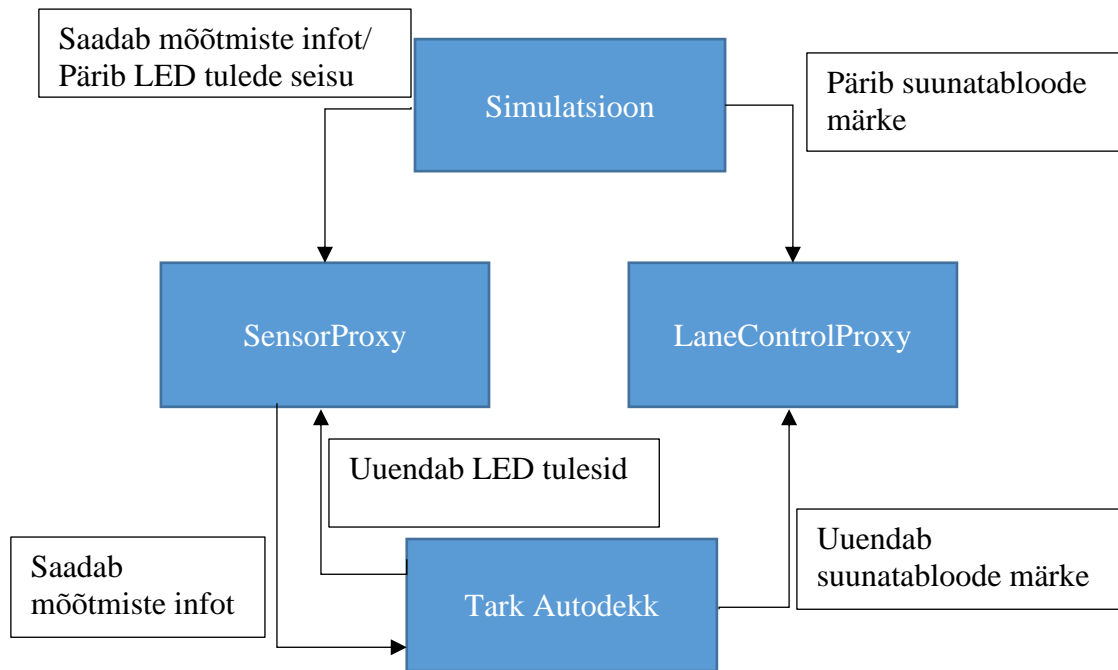 Saadab mõõtmiste infot/
Pärib LED tulede seisu
Simulatsioon
Pärib suunatabloode
märke
SensorProxy
LaneControlProxy
Uuendab LED tulesid
Saadab
mõõtmiste infot
Tark Autodekk
Uuendab
suunatabloode märke